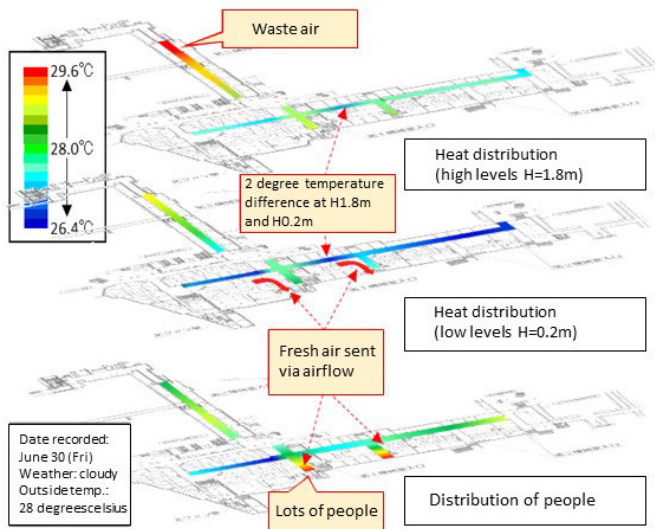 Waste air
29.6℃
28.0℃
26.4℃
Heat distribution
(high levels H=1.8m)
2 degree temperature
difference at H1.8m
and H0.2m
Heat distribution
(low levels H=0.2m)
Fresh air sent
via airflow
Date recorded:
June 30 (Fri)
Weather: cloudy
Outside temp.:
28 degreescelsius
Lots of people
Distribution of people